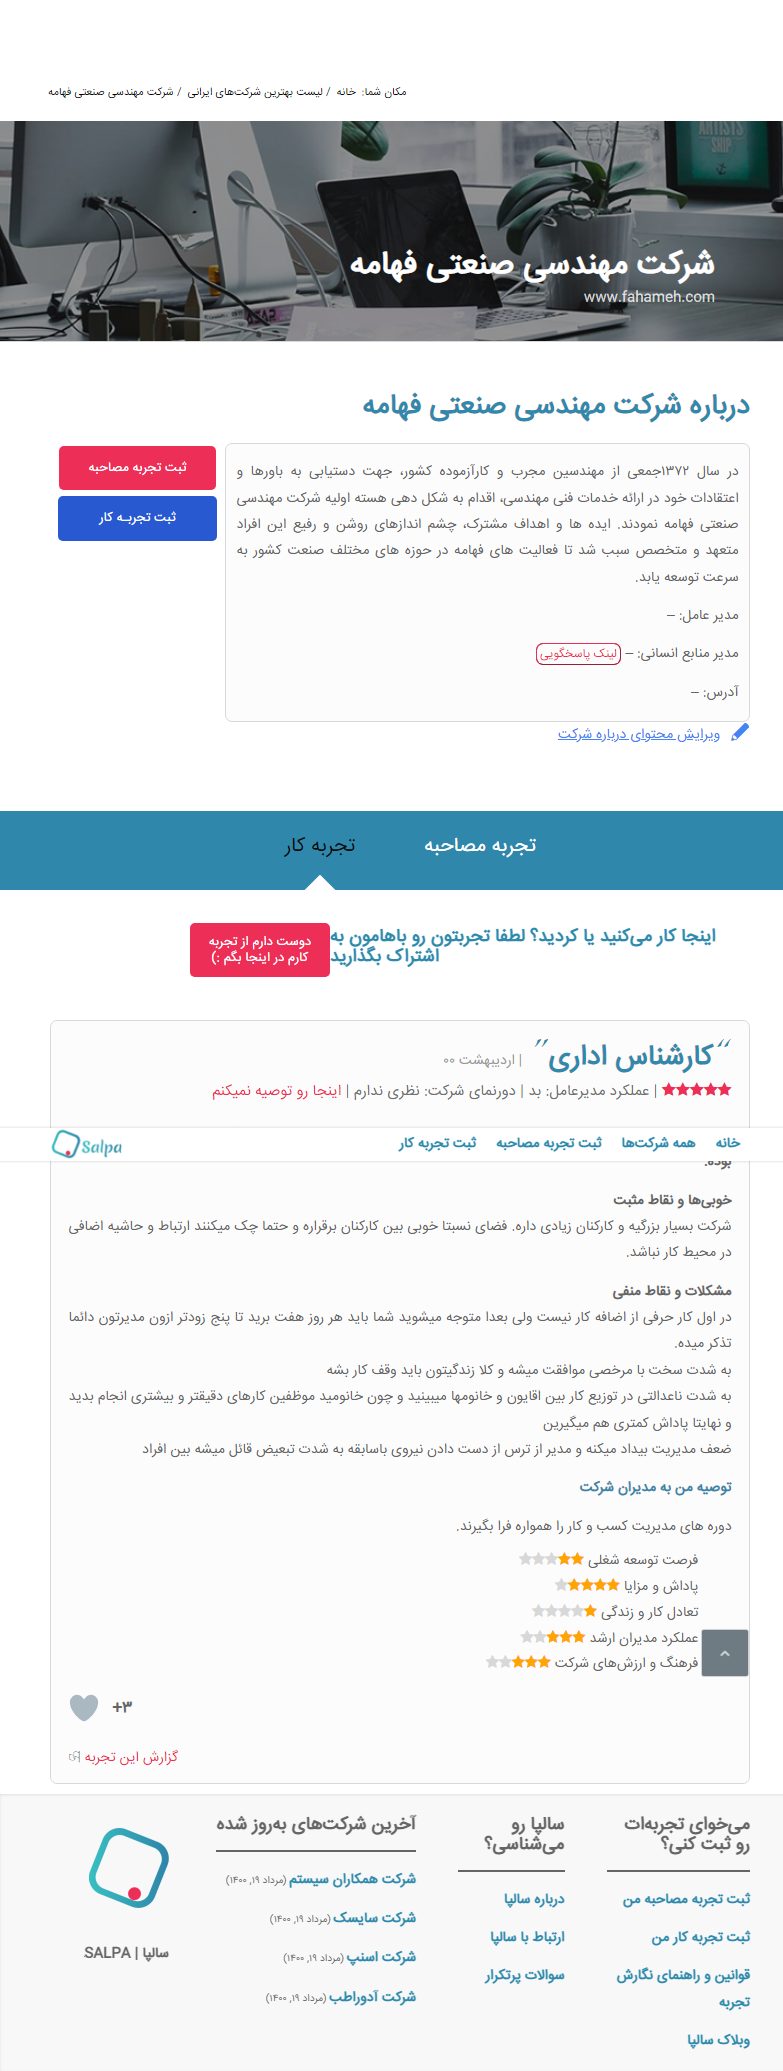 مکان شما: خانه / لیست بهترین شرکت‌های ایرانی / شرکت مهندسی صنعتی فهامه
ARTISTS
SHIP
شرکت مهندسی صنعتی فهامه
www.fahameh.com
درباره شرکت مهندسی صنعتی فهامه
ثبت تجربه مصاحبه
ثبت تجربـه کار
در سال ۱۳۷۲جمعی از مهندسین مجرب و کارآزموده کشور، جهت دستیابی به باورها و
اعتقادات خود در ارائه خدمات فنی مهندسی، اقدام به شکل دهی هسته اولیه شرکت مهندسی
صنعتی فهامه نمودند. ایده ها و اهداف مشترک، چشم اندازهای روشن و رفیع این افراد
متعهد و متخصص سبب شد تا فعالیت های فهامه در حوزه های مختلف صنعت کشور به
سرعت توسعه یابد.
مدیر عامل: –
مدیر منابع انسانی: – لینک پاسخگویی
آدرس: –
ویرایش محتوای درباره شرکت
تجربه مصاحبه
تجربه کار
اینجا کار می‌کنید یا کردید؟ لطفا تجربتون رو باهامون به
اشتراک بگذارید
دوست دارم از تجربه
کارم در اینجا بگم :)
“کارشناس اداری” | اردیبهشت ۰۰
★★★★★ | عملکرد مدیرعامل: بد | دورنمای شرکت: نظری ندارم | اینجا رو توصیه نمیکنم
خانه همه شرکت‌ها ثبت تجربه مصاحبه ثبت تجربه کار
Salpa
بوده.
خوبی‌ها و نقاط مثبت
شرکت بسیار بزرگیه و کارکنان زیادی داره. فضای نسبتا خوبی بین کارکنان برقراره و حتما چک میکنند ارتباط و حاشیه اضافی
در محیط کار نباشد.
مشکلات و نقاط منفی
در اول کار حرفی از اضافه کار نیست ولی بعدا متوجه میشوید شما باید هر روز هفت برید تا پنج زودتر ازون مدیرتون دائما
تذکر میده.
به شدت سخت با مرخصی موافقت میشه و کلا زندگیتون باید وقف کار بشه
به شدت ناعدالتی در توزیع کار بین اقایون و خانومها میبینید و چون خانومید موظفین کارهای دقیقتر و بیشتری انجام بدید
و نهایتا پاداش کمتری هم میگیرین
ضعف مدیریت بیداد میکنه و مدیر از ترس از دست دادن نیروی باسابقه به شدت تبعیض قائل میشه بین افراد
توصیه من به مدیران شرکت
دوره های مدیریت کسب و کار را همواره فرا بگیرند.
فرصت توسعه شغلی
پاداش و مزایا
تعادل کار و زندگی
عملکرد مدیران ارشد
فرهنگ و ارزش‌های شرکت
+۳
گزارش این تجربه
می‌خوای تجربه‌ات
رو ثبت کنی؟
ثبت تجربه مصاحبه من
ثبت تجربه کار من
قوانین و راهنمای نگارش
تجربه
وبلاک سالپا
سالپا رو
می‌شناسی؟
درباره سالپا
ارتباط با سالپا
سوالات پرتکرار
آخرین شرکت‌های به‌روز شده
شرکت همکاران سیستم (مرداد ۱۹, ۱۴۰۰)
شرکت سایسک (مرداد ۱۹, ۱۴۰۰)
شرکت اسنپ (مرداد ۱۹, ۱۴۰۰)
شرکت آدوراطب (مرداد ۱۹, ۱۴۰۰)
سالپا | SALPA